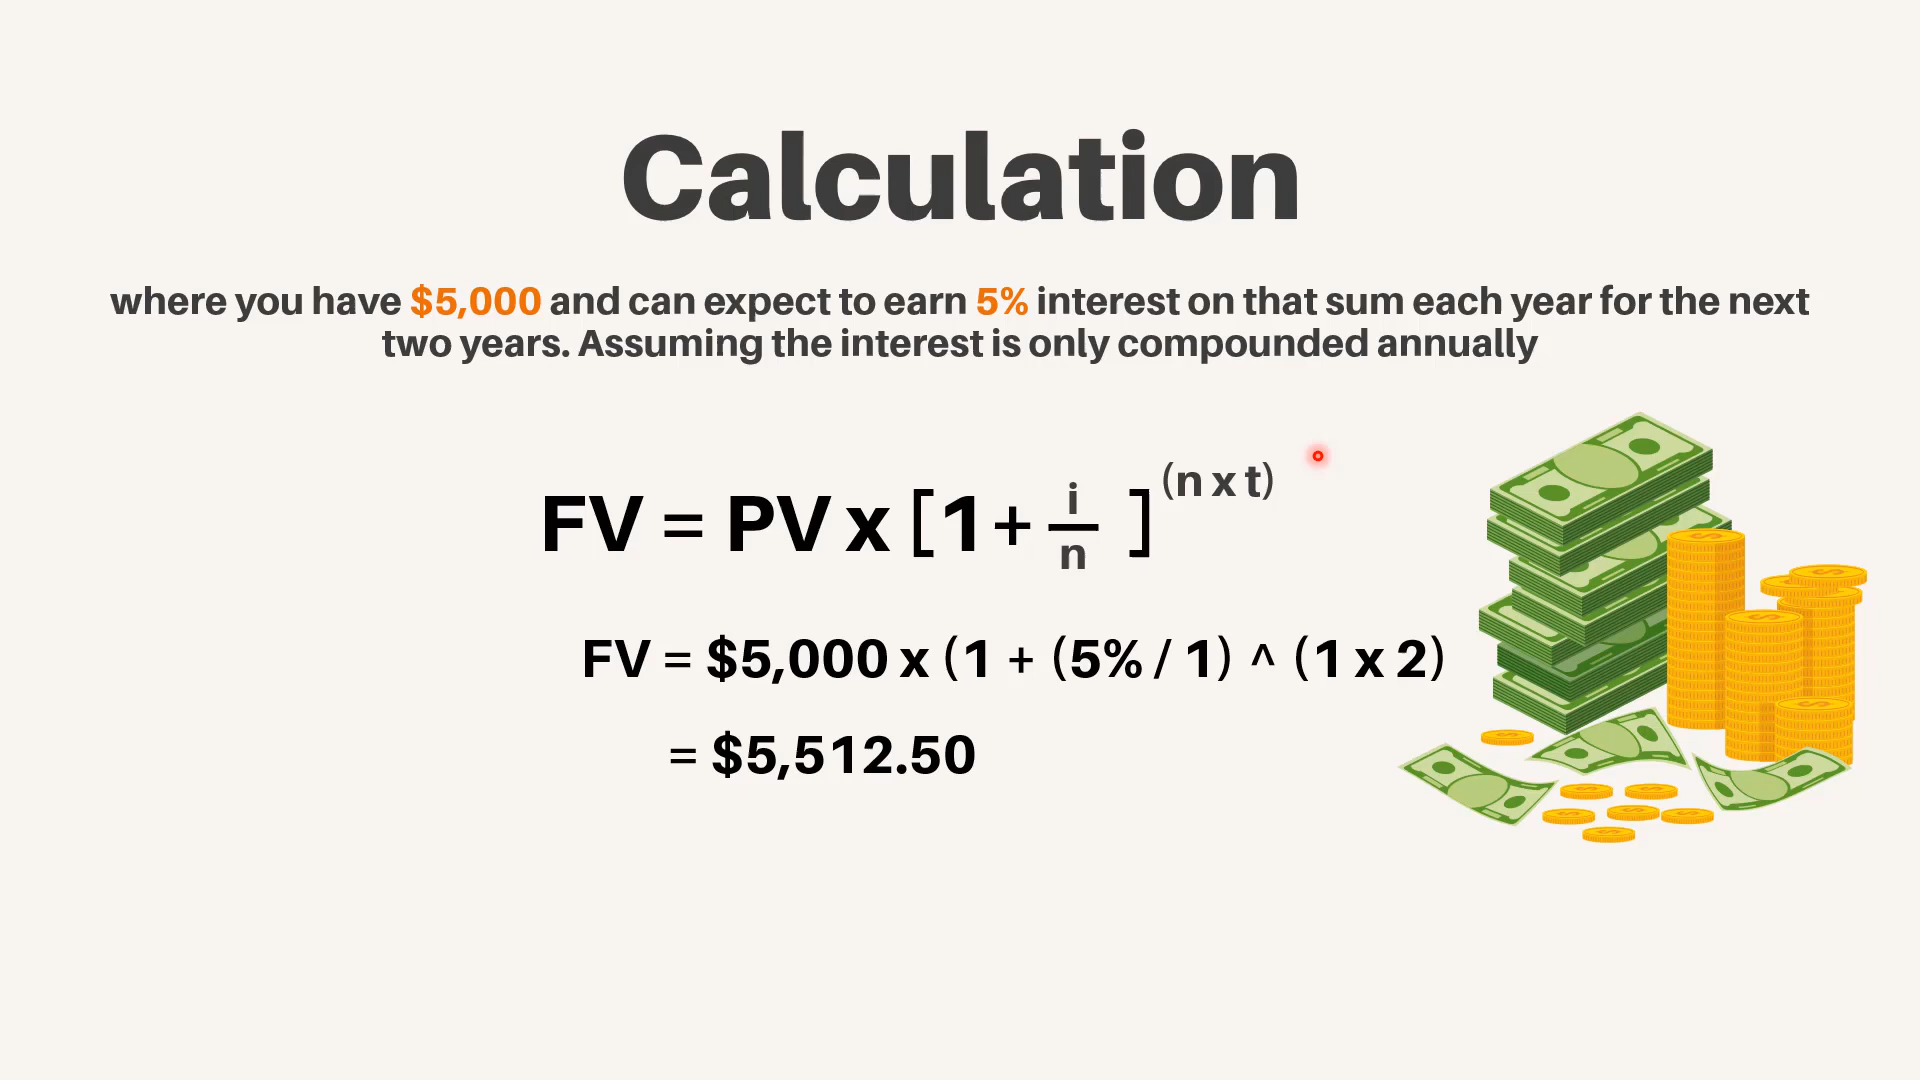 Calculation
where you have $5,000 and can expect to earn 5% interest on that sum each year for the next
two years. Assuming the interest is only compounded annually
FV = PV x [1 + i/n ]^(n x t)
FV = $5,000 x (1 + (5% / 1) ^ (1 x 2)
= $5,512.50